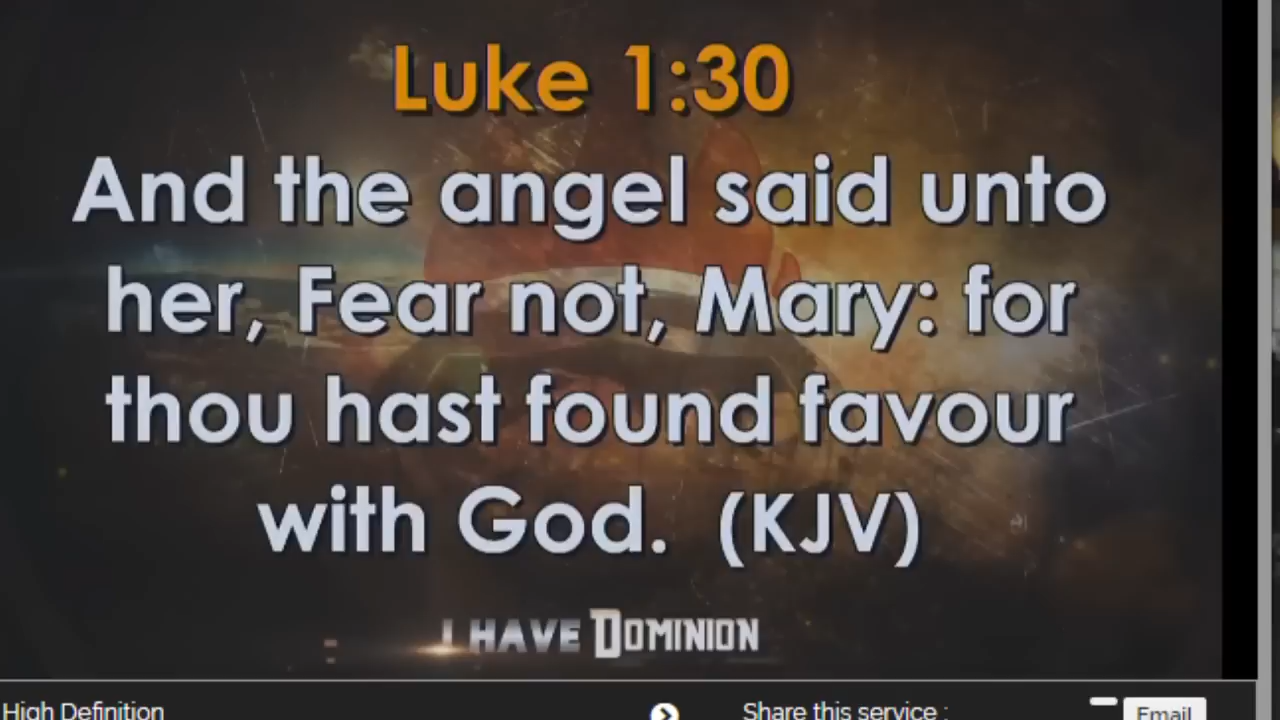 Luke 1:30
And the angel said unto
her, Fear not, Mary: for
thou hast found favour
with God. (KJV)
I HAVE DOMINION
High Definition
Share this service :
Email